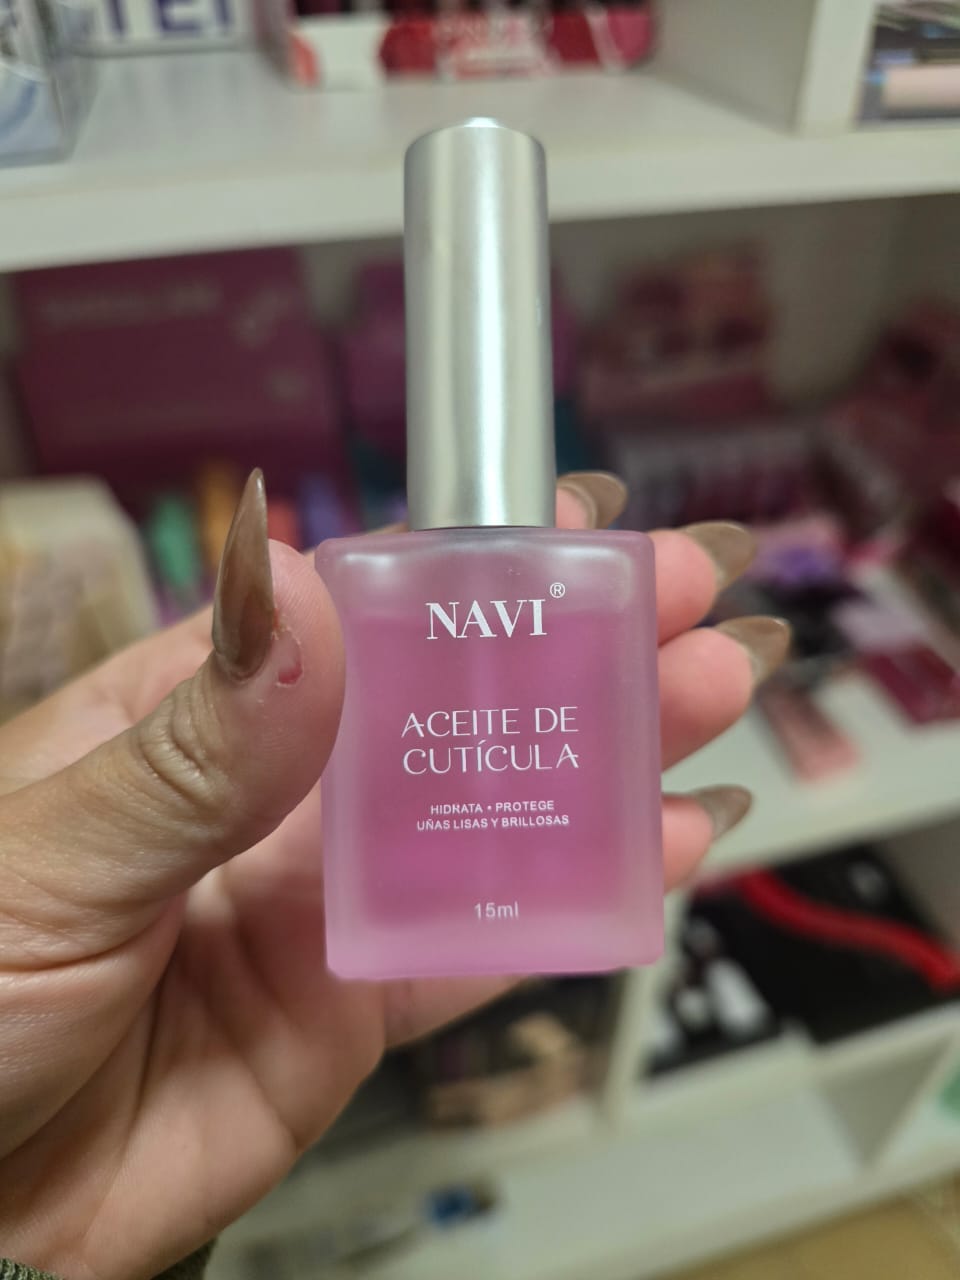 NAVI®
ACEITE DE
CUTÍCULA
HIDRATA • PROTEGE
UÑAS LISAS Y BRILLOSAS
15ml